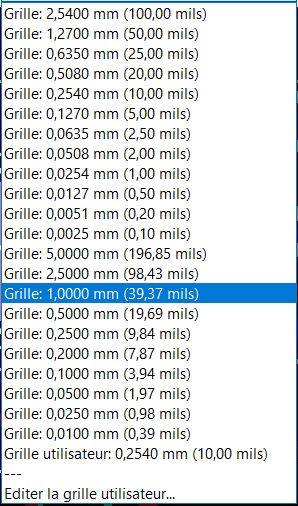 Grille: 2,5400 mm (100,00 mils)
Grille: 1,2700 mm (50,00 mils)
Grille: 0,6350 mm (25,00 mils)
Grille: 0,5080 mm (20,00 mils)
Grille: 0,2540 mm (10,00 mils)
Grille: 0,1270 mm (5,00 mils)
Grille: 0,0635 mm (2,50 mils)
Grille: 0,0508 mm (2,00 mils)
Grille: 0,0254 mm (1,00 mils)
Grille: 0,0127 mm (0,50 mils)
Grille: 0,0051 mm (0,20 mils)
Grille: 0,0025 mm (0,10 mils)
Grille: 5,0000 mm (196,85 mils)
Grille: 2,5000 mm (98,43 mils)
Grille: 1,0000 mm (39,37 mils)
Grille: 0,5000 mm (19,69 mils)
Grille: 0,2500 mm (9,84 mils)
Grille: 0,2000 mm (7,87 mils)
Grille: 0,1000 mm (3,94 mils)
Grille: 0,0500 mm (1,97 mils)
Grille: 0,0250 mm (0,98 mils)
Grille: 0,0100 mm (0,39 mils)
Grille utilisateur: 0,2540 mm (10,00 mils)
---
Editer la grille utilisateur...